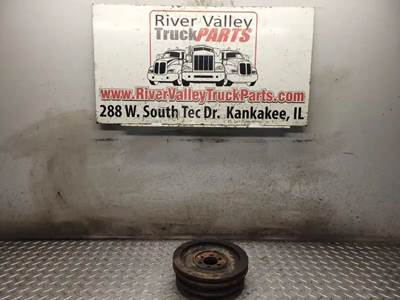 River Valley
TruckPARTS
www.RiverValleyTruckParts.com
288 W. South Tec Dr. Kankakee, IL